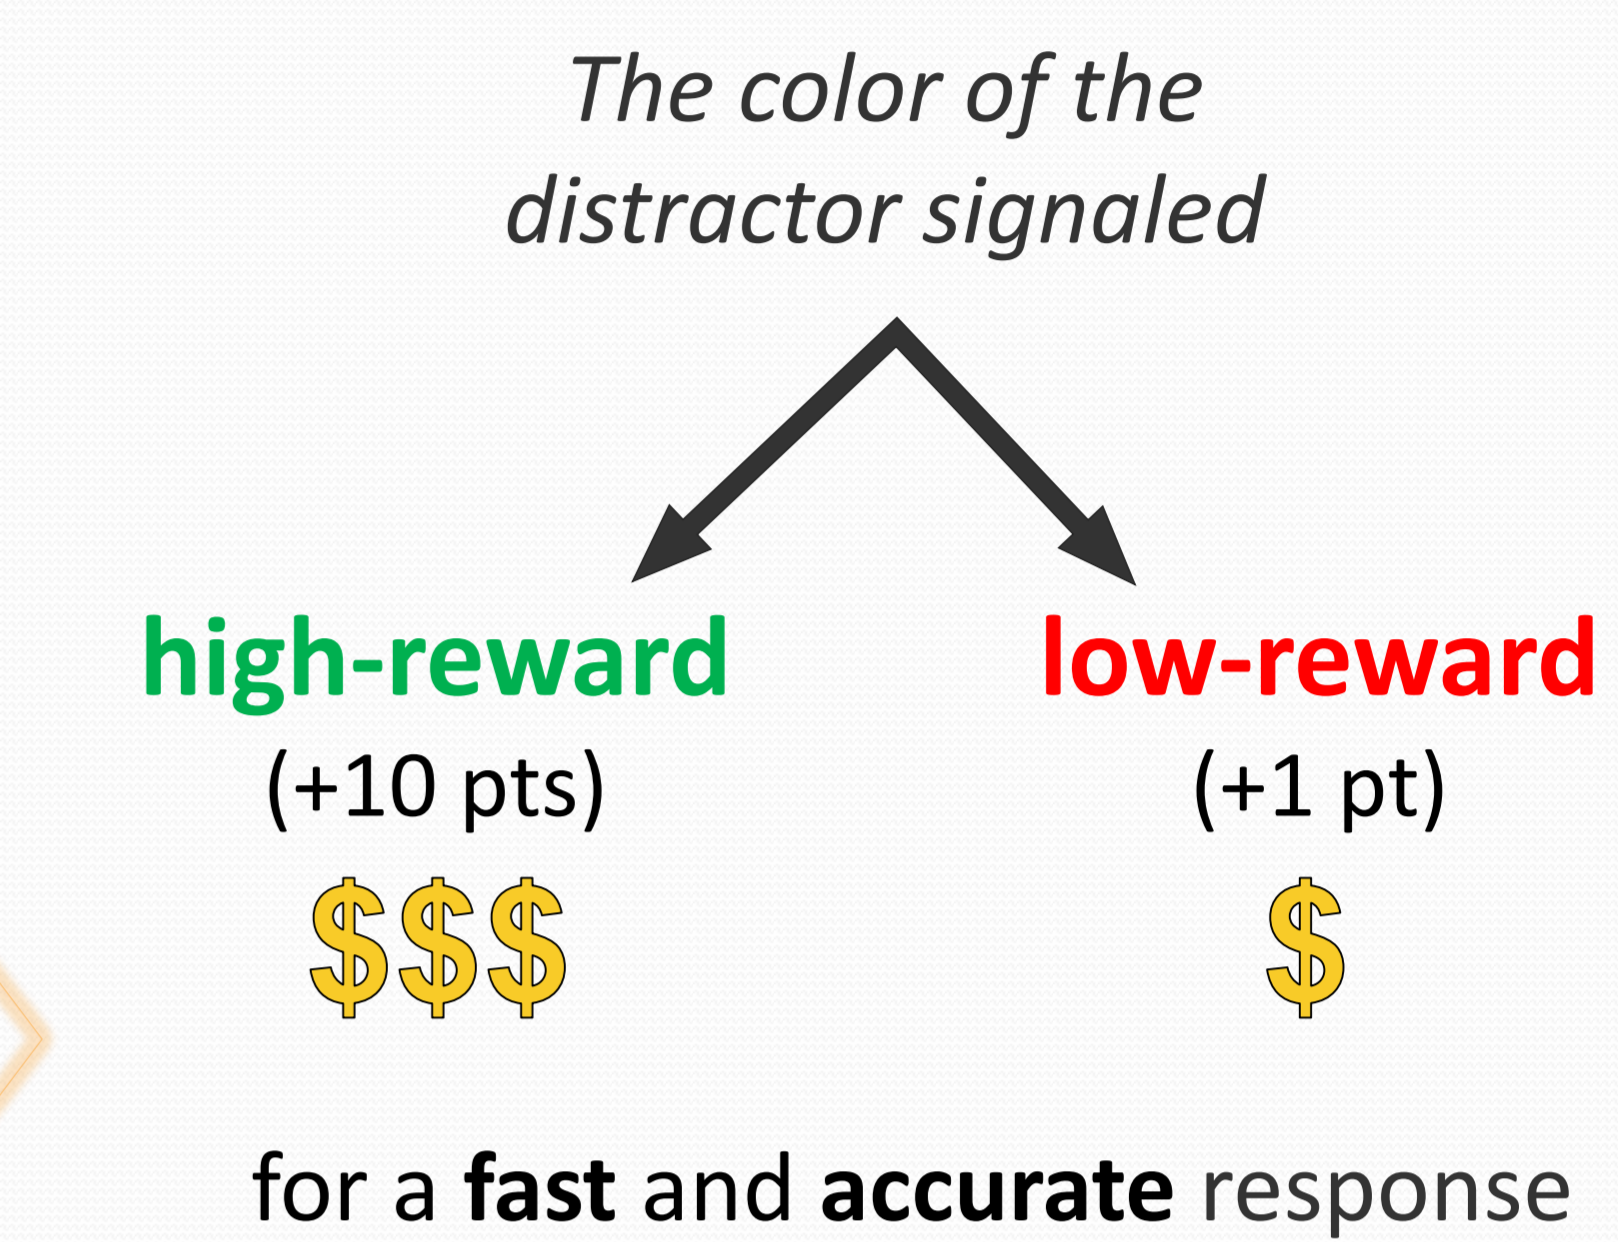 The color of the
distractor signaled
high-reward
low-reward
(+10 pts)
(+1 pt)
$$$
$
for a fast and accurate response